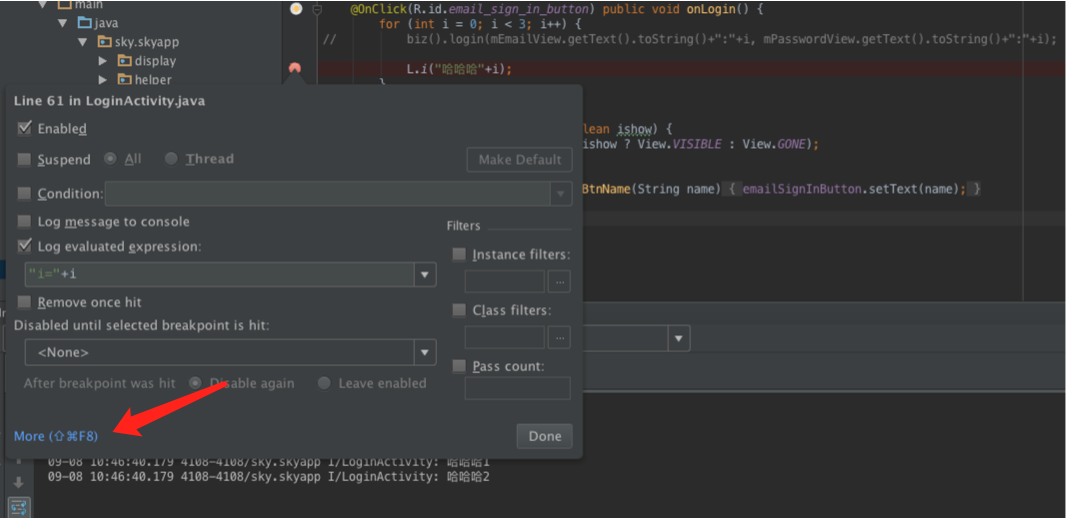 main
java
sky.skyapp
display
helper
@OnClick(R.id.email_sign_in_button) public void onLogin() {
for (int i = 0; i < 3; i++) {
// biz().login(mEmailView.getText().toString()+":"+i, mPasswordView.getText().toString()+":"+i);
L.i("哈哈哈"+i);
lean ishow) {
ishow ? View.VISIBLE : View.GONE);
BtnName(String name) { emailSignInButton.setText(name); }
Line 61 in LoginActivity.java
Enabled
Suspend All Thread
Make Default
Condition:
Log message to console
Log evaluated expression:
"i="+i
Remove once hit
Disabled until selected breakpoint is hit:
<None>
After breakpoint was hit Disable again Leave enabled
Filters
Instance filters:
...
Class filters:
...
Pass count:
More (⇧⌘F8)
Done
09-08 10:46:40.179 4108-4108/sky.skyapp I/LoginActivity: 哈哈哈1
09-08 10:46:40.179 4108-4108/sky.skyapp I/LoginActivity: 哈哈哈2